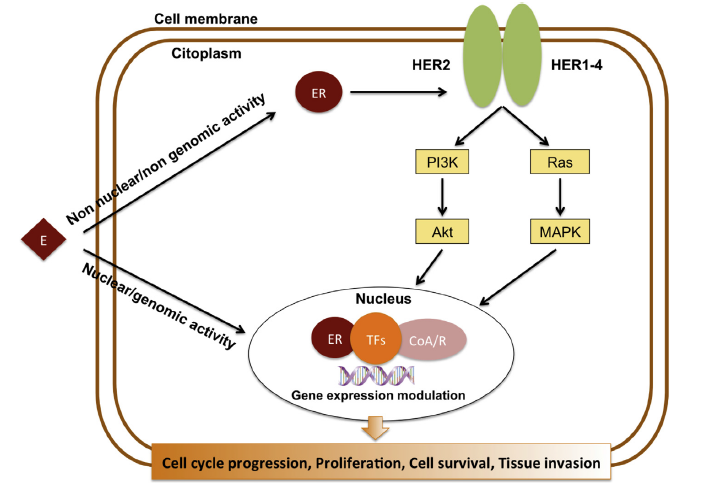 Cell membrane
Citoplasm
HER2
HER1-4
ER
Non nuclear/non genomic activity
PI3K
Ras
E
Akt
MAPK
Nuclear/genomic activity
Nucleus
ER
TFs
CoA/R
Gene expression modulation
Cell cycle progression, Proliferation, Cell survival, Tissue invasion